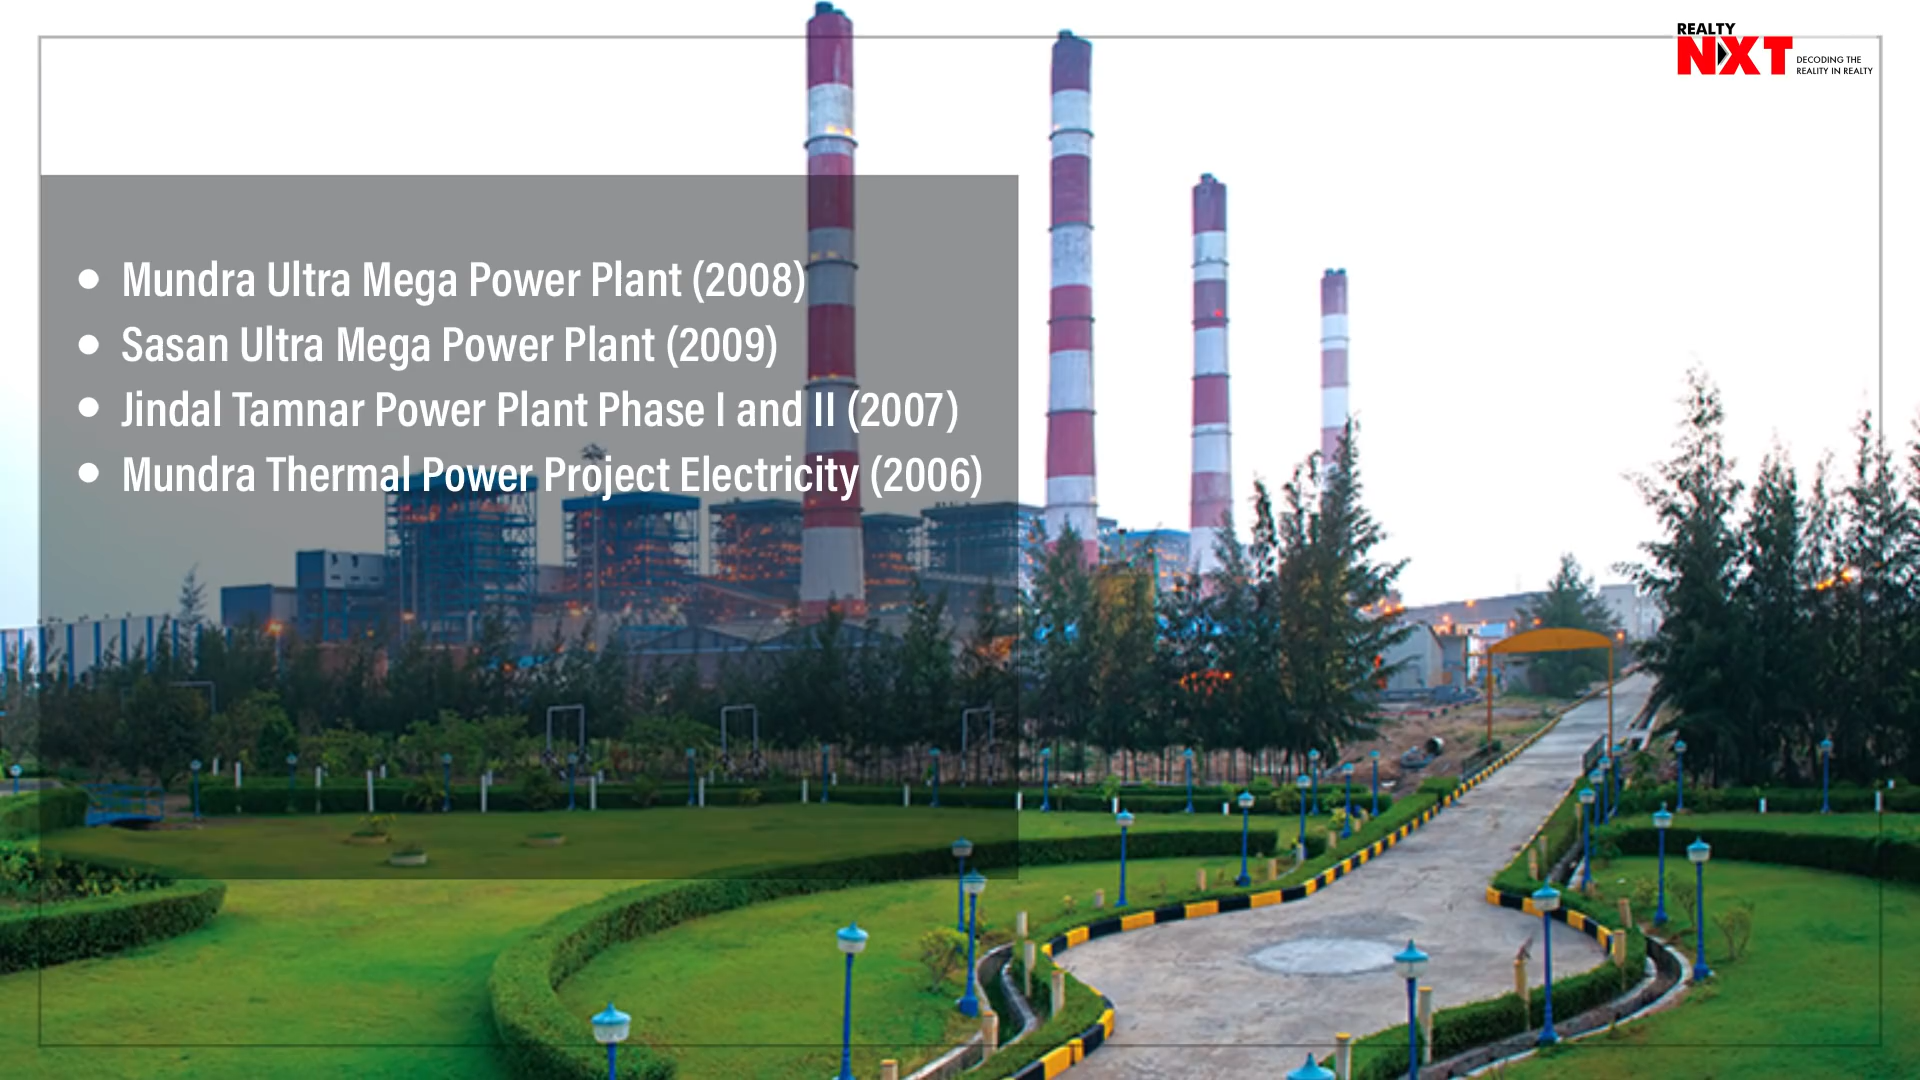 REALTY
NXT
DECODING THE
REALITY IN REALTY
• Mundra Ultra Mega Power Plant (2008)
• Sasan Ultra Mega Power Plant (2009)
• Jindal Tamnar Power Plant Phase I and II (2007)
• Mundra Thermal Power Project Electricity (2006)